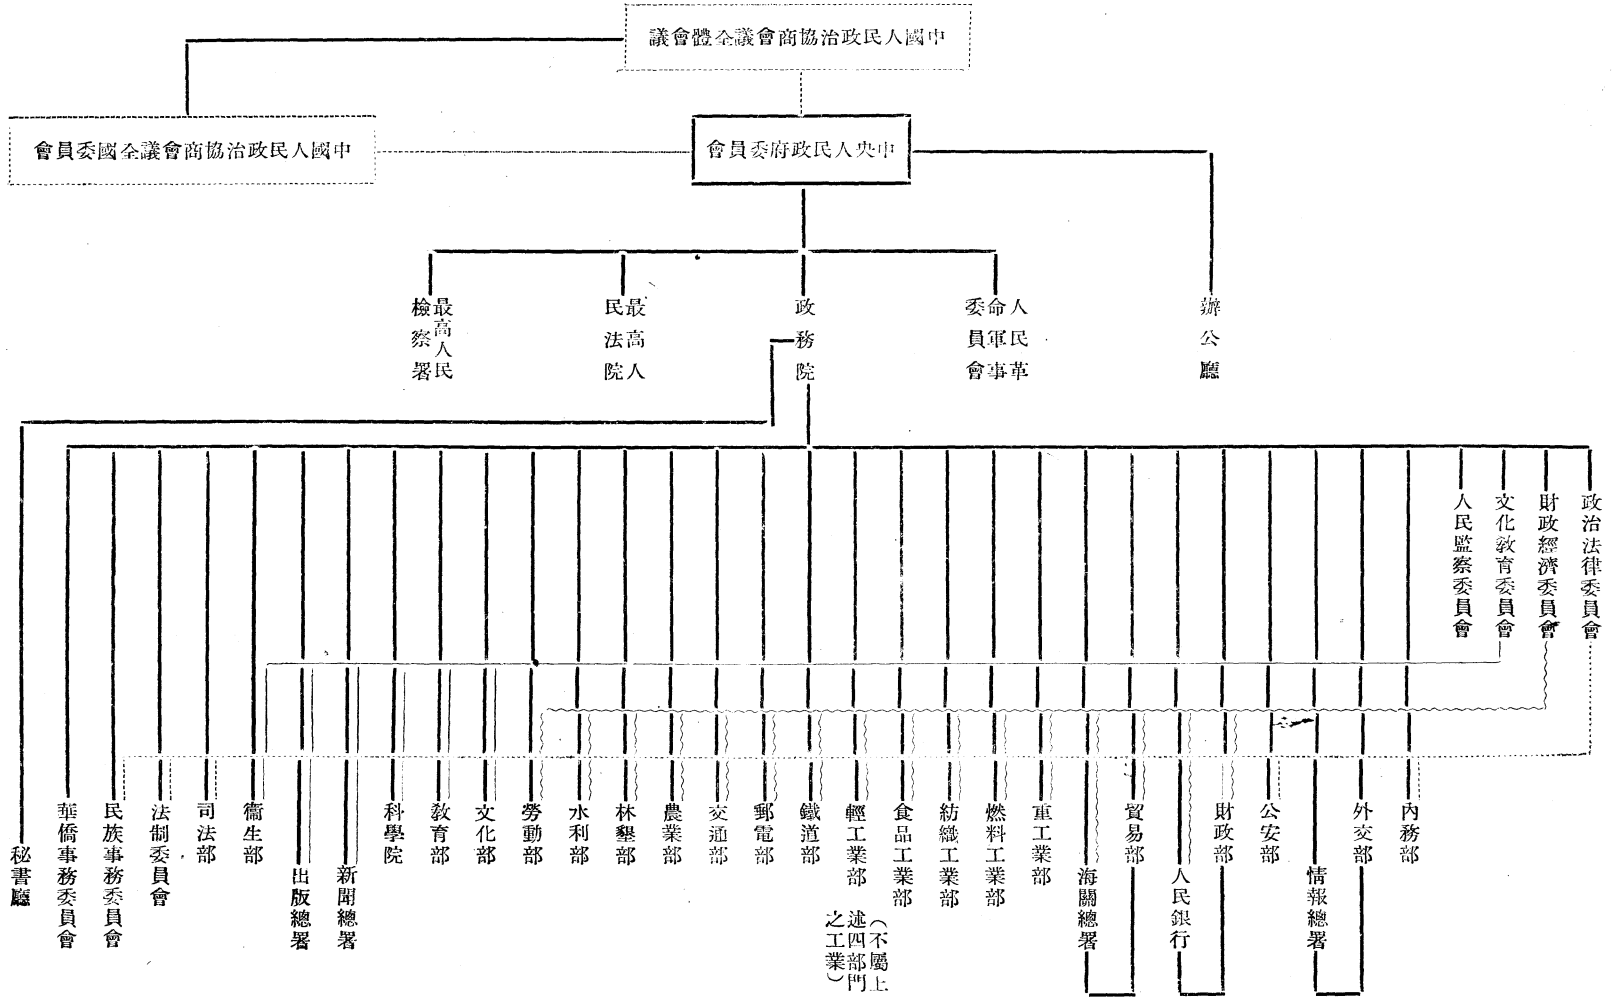 中國人民政治協商會議全體會議
中國人民政治協商會議全國委員會
中央人民政府委員會
辦公廳
人民革
命軍事
委員會
政務院
最高人
民法院
最高人民
檢察署
政治法律委員會
財政經濟委員會
文化教育委員會
人民監察委員會
內務部
外交部
情報總署
公安部
財政部
人民銀行
貿易部
海關總署
重工業部
燃料工業部
紡織工業部
食品工業部
輕工業部
（不屬上
述四部門
之工業）
鐵道部
郵電部
交通部
農業部
林墾部
水利部
勞動部
文化部
教育部
科學院
新聞總署
出版總署
衞生部
司法部
法制委員會
民族事務委員會
華僑事務委員會
秘書廳